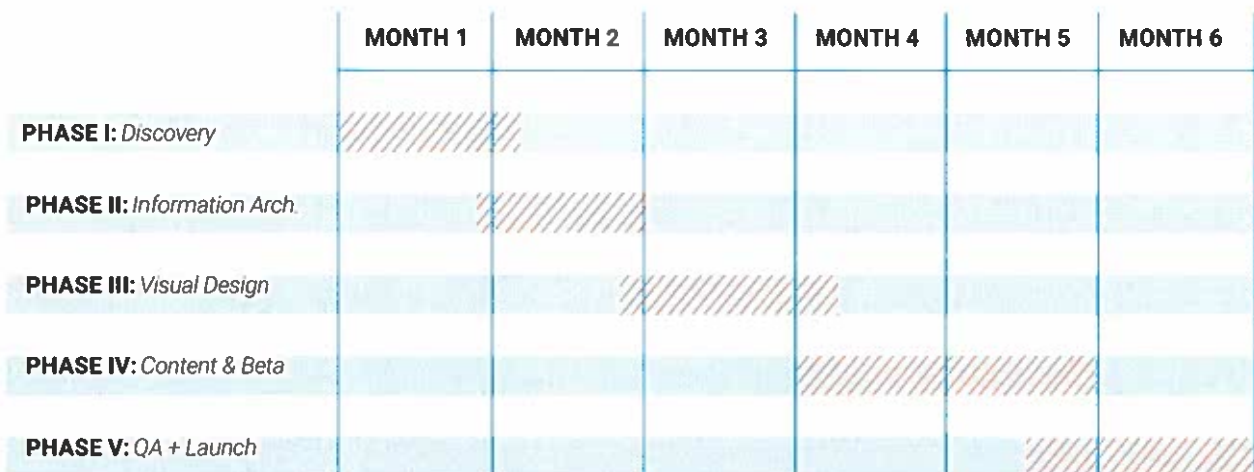 MONTH 1 MONTH 2 MONTH 3 MONTH 4 MONTH 5 MONTH 6
PHASE I: Discovery
PHASE II: Information Arch.
PHASE III: Visual Design
PHASE IV: Content & Beta
PHASE V: QA + Launch